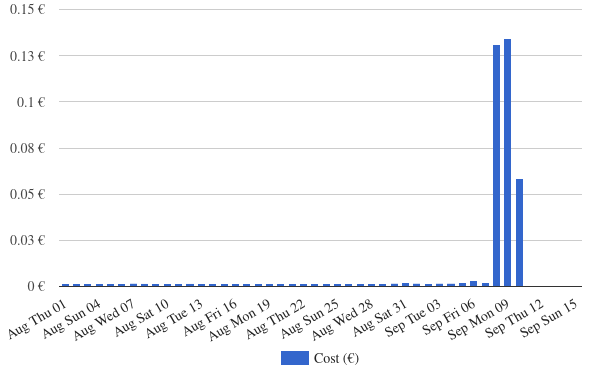 0.15 €
0.13 €
0.1 €
0.08 €
0.05 €
0.03 €
0 €
Aug Thu 01
Aug Sun 04
Aug Wed 07
Aug Sat 10
Aug Tue 13
Aug Fri 16
Aug Mon 19
Aug Thu 22
Aug Sun 25
Aug Wed 28
Aug Sat 31
Sep Tue 03
Sep Fri 06
Sep Mon 09
Sep Thu 12
Sep Sun 15
Cost (€)